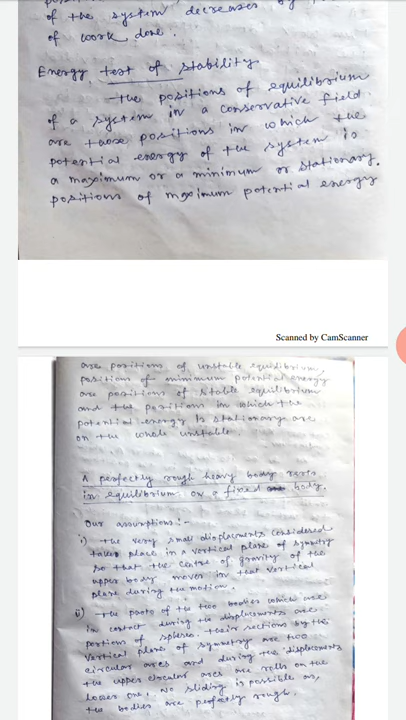 of the system decreases by
of work done.
Energy test of stability
The positions of equilibrium
of a system in a conservative field
are those positions in which the
potential energy of the system is
a maximum or a minimum or stationary.
positions of maximum potential energy
Scanned by CamScanner
are positions of unstable equilibrium,
positions of minimum potential energy
are positions of stable equilibrium
and the position in which the
potential energy is stationary are
on the whole unstable.
A perfectly rough heavy body rests
in equilibrium on a fixed body.
Our assumptions:-
i) The very small displacements considered
takes place in a vertical plane of symmetry
so that the centre of gravity of the
upper body moves in that vertical
plane during the motion.
ii) The parts of the two bodies which are
in contact during the displacements are
portions of spheres. Their sections by the
vertical plane of symmetry are two
circular arcs and during the displacements
the upper circular arcs are rolls on the
lower one, no sliding is possible as,
the bodies are perfectly rough.